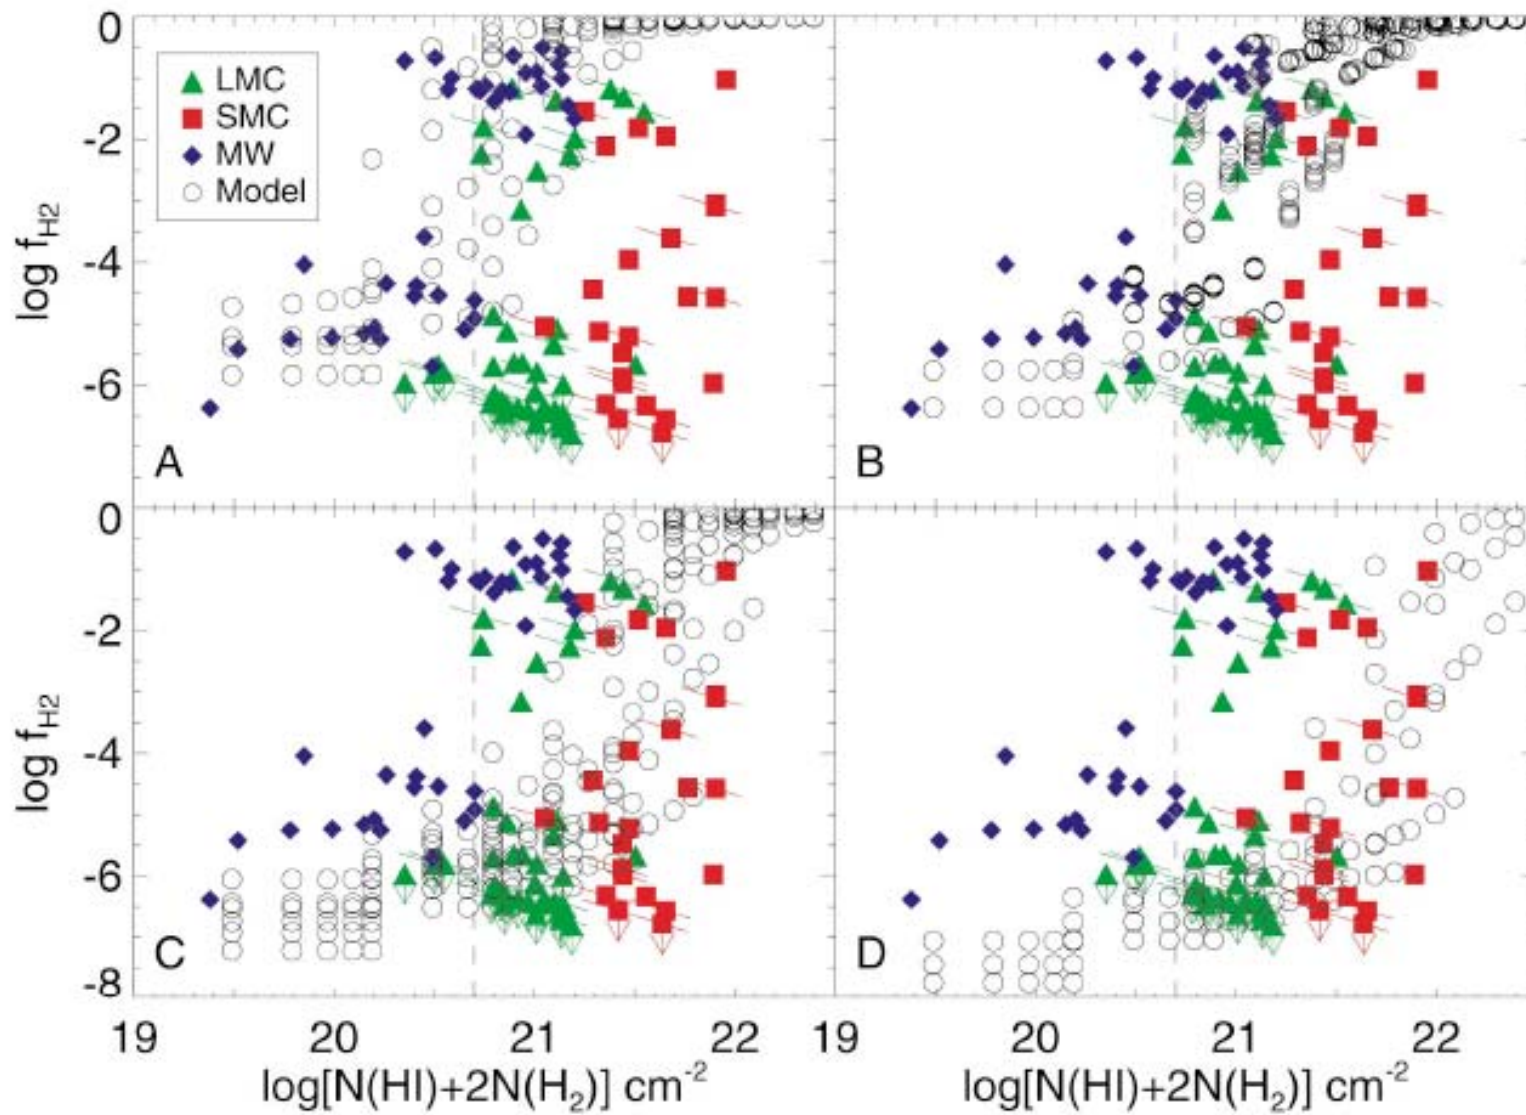 0
LMC
SMC
MW
Model
-2
-4
-6
log f_H2
A
B
0
-2
-4
-6
-8
log f_H2
C
D
19 20 21 22 19 20 21 22
log[N(HI)+2N(H₂)] cm⁻² log[N(HI)+2N(H₂)] cm⁻²